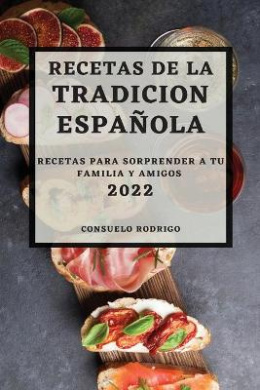 RECETAS DE LA
TRADICION
ESPAÑOLA
RECETAS PARA SORPRENDER A TU
FAMILIA Y AMIGOS
2022
CONSUELO RODRIGO